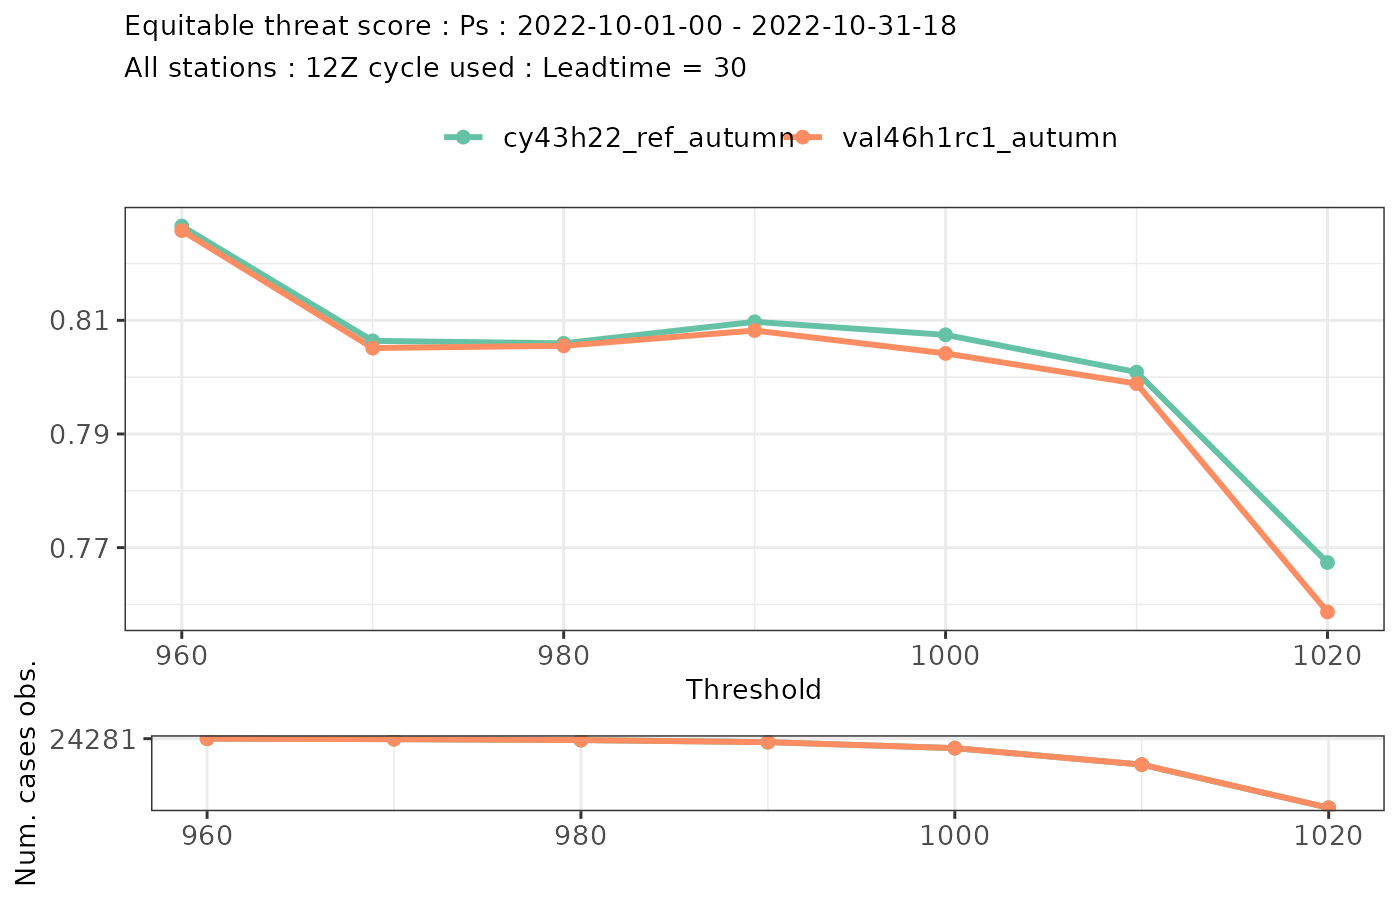 Equitable threat score : Ps : 2022-10-01-00 - 2022-10-31-18
All stations : 12Z cycle used : Leadtime = 30
cy43h22_ref_autumn val46h1rc1_autumn
0.81
0.79
0.77
960 980 1000 1020
Threshold
Num. cases obs.
24281
960 980 1000 1020